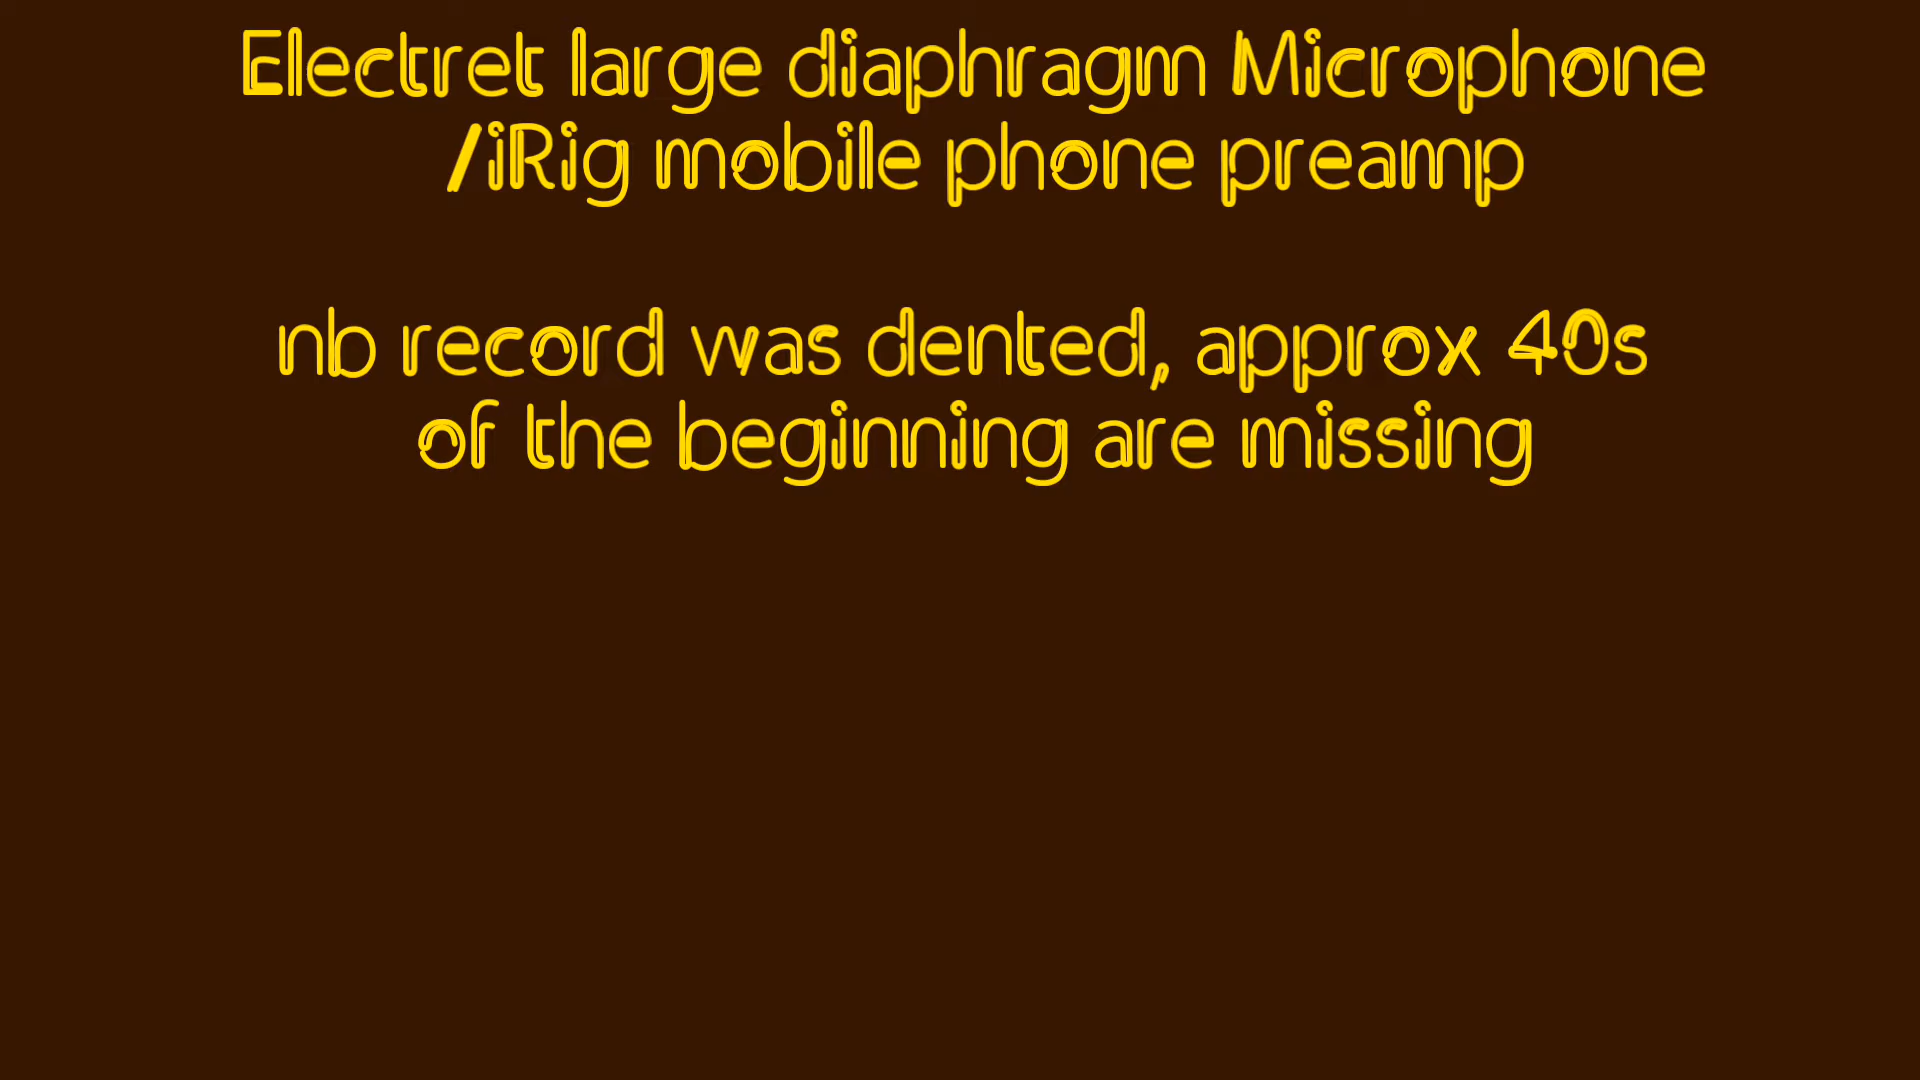 Electret large diaphragm Microphone
/iRig mobile phone preamp
nb record was dented, approx 40s
of the beginning are missing